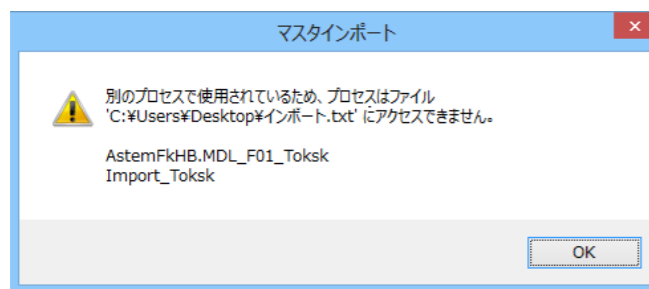 マスタインポート
別のプロセスで使用されているため、プロセスはファイル
'C:¥Users¥Desktop¥インポート.txt' にアクセスできません。
AstemFkHB.MDL_F01_Toksk
Import_Toksk
OK